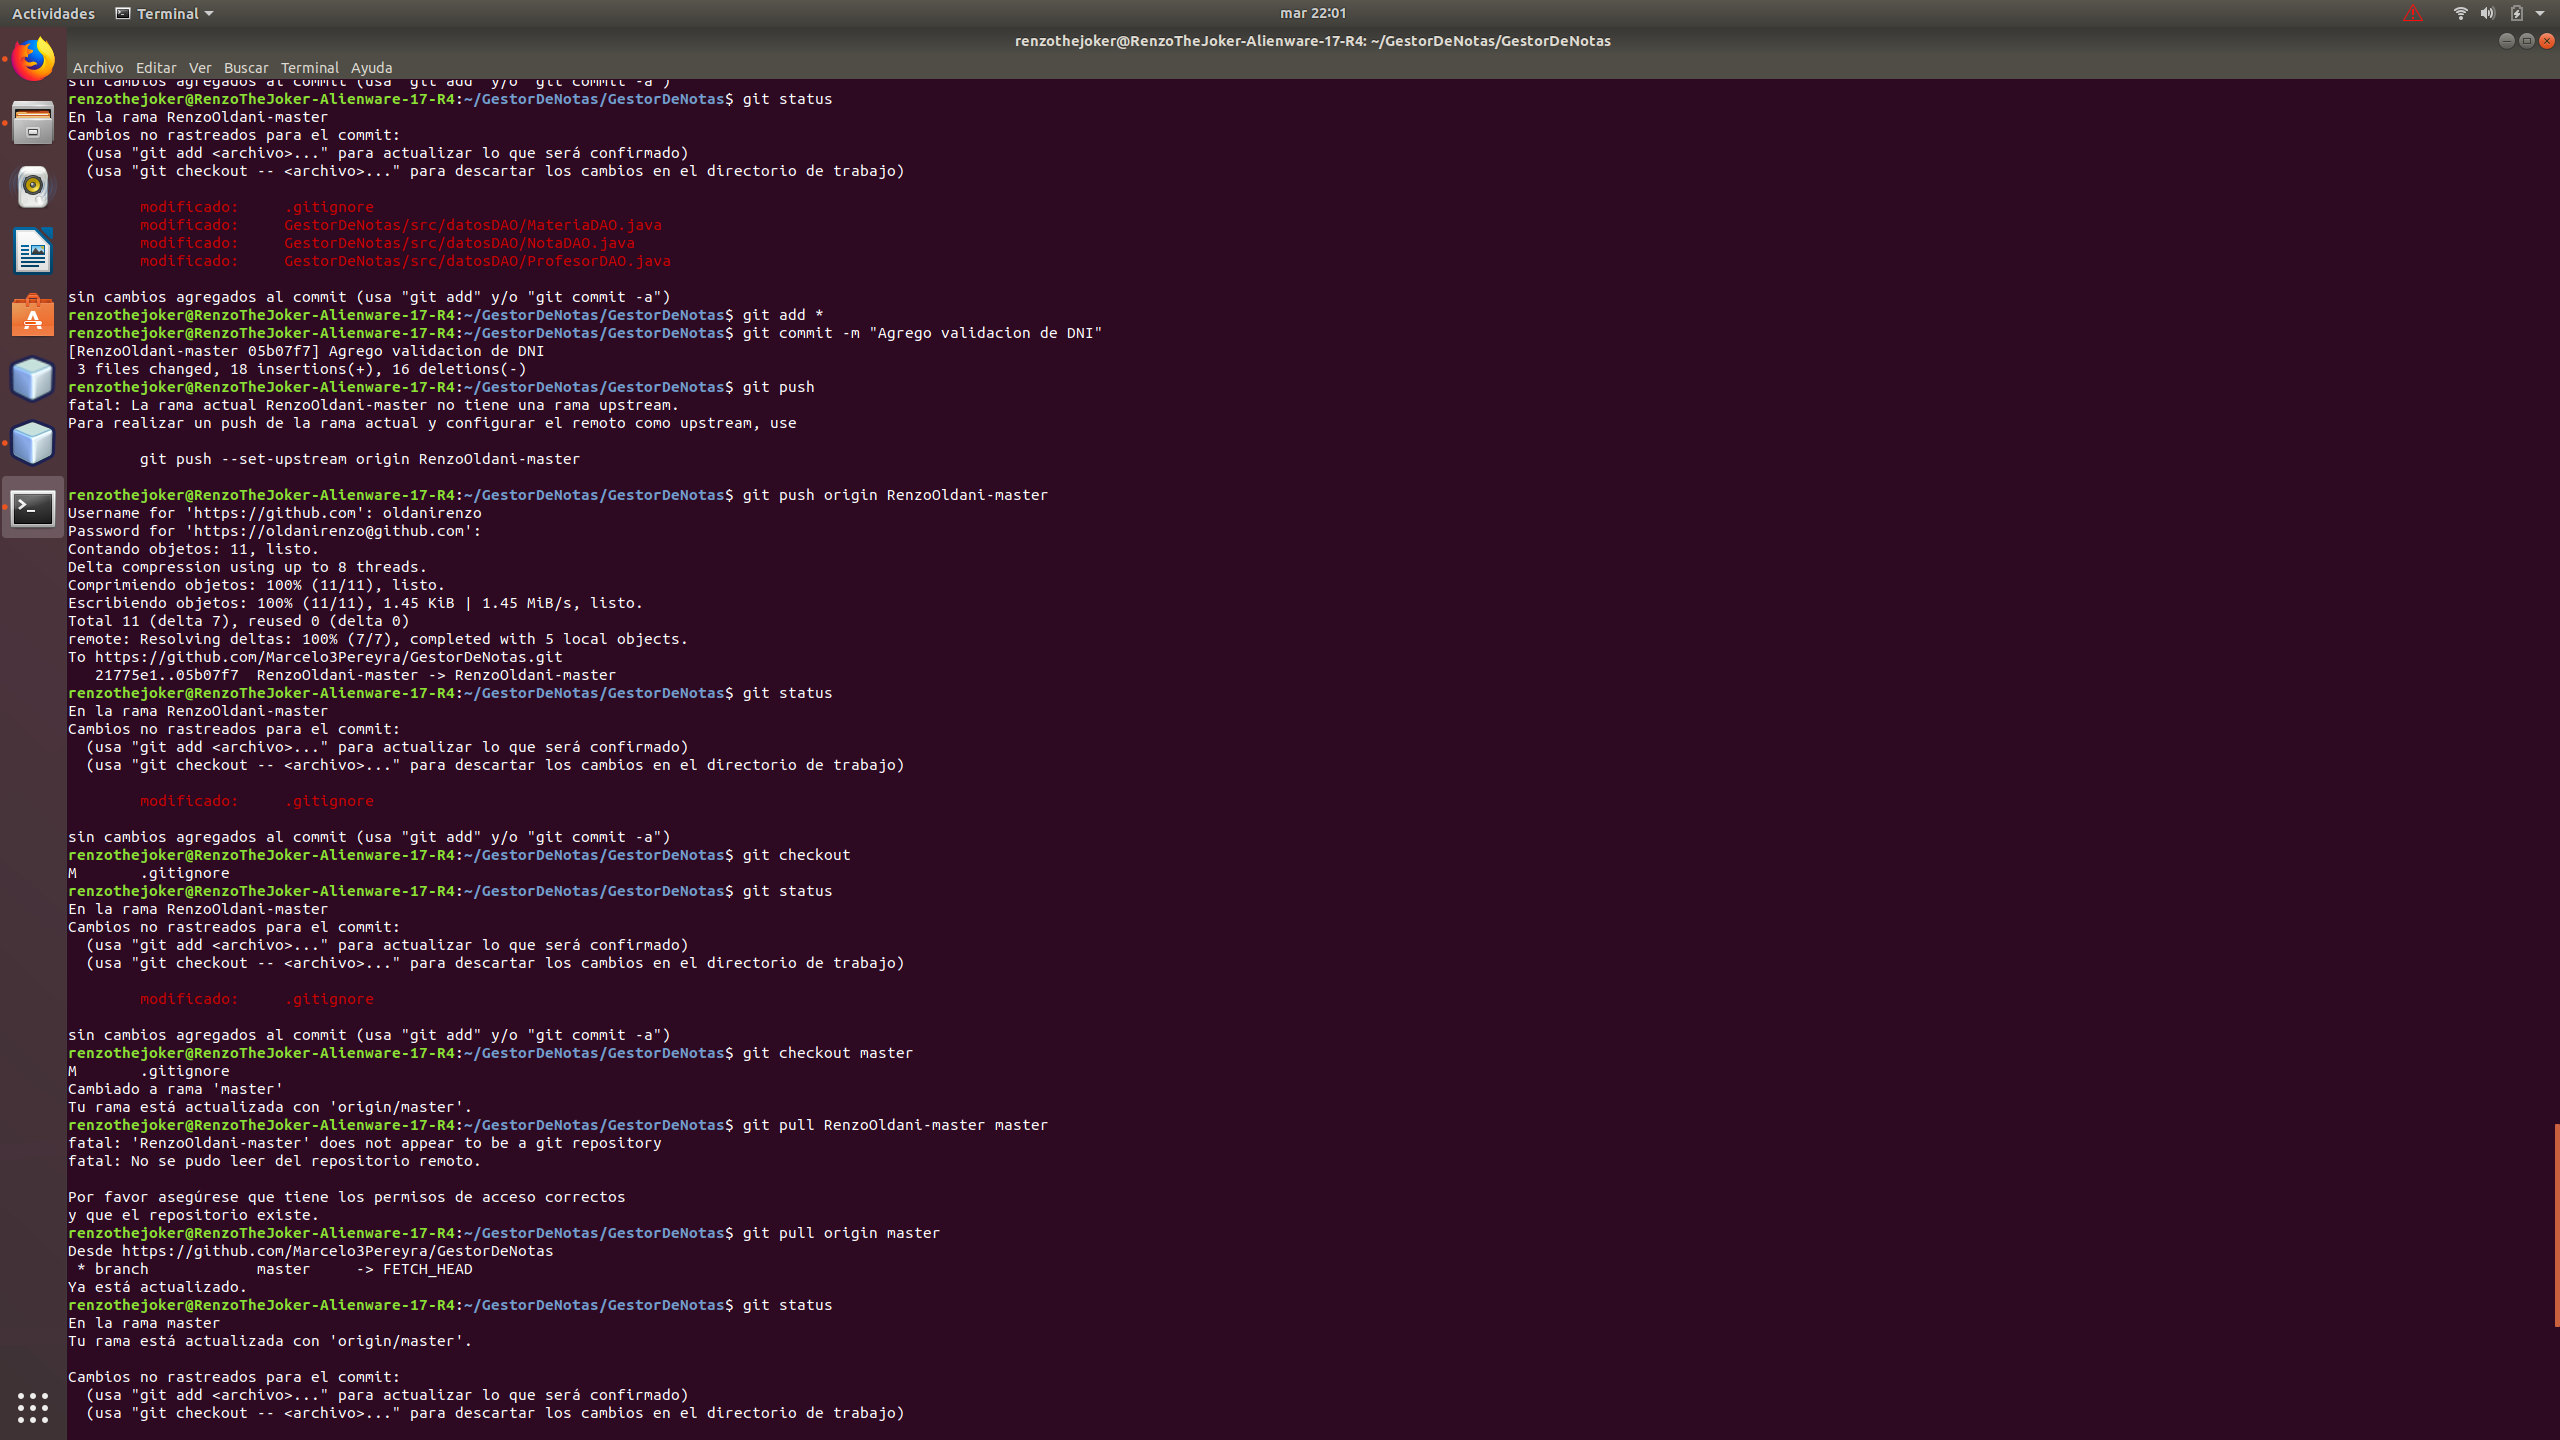 Actividades
Terminal
mar 22:01
renzothejoker@RenzoTheJoker-Alienware-17-R4: ~/GestorDeNotas/GestorDeNotas
Archivo Editar Ver Buscar Terminal Ayuda
sin cambios agregados al commit (usa "git add" y/o "git commit -a")
renzothejoker@RenzoTheJoker-Alienware-17-R4:~/GestorDeNotas/GestorDeNotas$ git status
En la rama RenzoOldani-master
Cambios no rastreados para el commit:
  (usa "git add <archivo>..." para actualizar lo que será confirmado)
  (usa "git checkout -- <archivo>..." para descartar los cambios en el directorio de trabajo)
        modificado:     .gitignore
        modificado:     GestorDeNotas/src/datosDAO/MateriaDAO.java
        modificado:     GestorDeNotas/src/datosDAO/NotaDAO.java
        modificado:     GestorDeNotas/src/datosDAO/ProfesorDAO.java
sin cambios agregados al commit (usa "git add" y/o "git commit -a")
renzothejoker@RenzoTheJoker-Alienware-17-R4:~/GestorDeNotas/GestorDeNotas$ git add *
renzothejoker@RenzoTheJoker-Alienware-17-R4:~/GestorDeNotas/GestorDeNotas$ git commit -m "Agrego validacion de DNI"
[RenzoOldani-master 05b07f7] Agrego validacion de DNI
 3 files changed, 18 insertions(+), 16 deletions(-)
renzothejoker@RenzoTheJoker-Alienware-17-R4:~/GestorDeNotas/GestorDeNotas$ git push
fatal: La rama actual RenzoOldani-master no tiene una rama upstream.
Para realizar un push de la rama actual y configurar el remoto como upstream, use
        git push --set-upstream origin RenzoOldani-master
renzothejoker@RenzoTheJoker-Alienware-17-R4:~/GestorDeNotas/GestorDeNotas$ git push origin RenzoOldani-master
Username for 'https://github.com': oldanirenzo
Password for 'https://oldanirenzo@github.com':
Contando objetos: 11, listo.
Delta compression using up to 8 threads.
Comprimiendo objetos: 100% (11/11), listo.
Escribiendo objetos: 100% (11/11), 1.45 KiB | 1.45 MiB/s, listo.
Total 11 (delta 7), reused 0 (delta 0)
remote: Resolving deltas: 100% (7/7), completed with 5 local objects.
To https://github.com/Marcelo3Pereyra/GestorDeNotas.git
   21775e1..05b07f7  RenzoOldani-master -> RenzoOldani-master
renzothejoker@RenzoTheJoker-Alienware-17-R4:~/GestorDeNotas/GestorDeNotas$ git status
En la rama RenzoOldani-master
Cambios no rastreados para el commit:
  (usa "git add <archivo>..." para actualizar lo que será confirmado)
  (usa "git checkout -- <archivo>..." para descartar los cambios en el directorio de trabajo)
        modificado:     .gitignore
sin cambios agregados al commit (usa "git add" y/o "git commit -a")
renzothejoker@RenzoTheJoker-Alienware-17-R4:~/GestorDeNotas/GestorDeNotas$ git checkout
M       .gitignore
renzothejoker@RenzoTheJoker-Alienware-17-R4:~/GestorDeNotas/GestorDeNotas$ git status
En la rama RenzoOldani-master
Cambios no rastreados para el commit:
  (usa "git add <archivo>..." para actualizar lo que será confirmado)
  (usa "git checkout -- <archivo>..." para descartar los cambios en el directorio de trabajo)
        modificado:     .gitignore
sin cambios agregados al commit (usa "git add" y/o "git commit -a")
renzothejoker@RenzoTheJoker-Alienware-17-R4:~/GestorDeNotas/GestorDeNotas$ git checkout master
M       .gitignore
Cambiado a rama 'master'
Tu rama está actualizada con 'origin/master'.
renzothejoker@RenzoTheJoker-Alienware-17-R4:~/GestorDeNotas/GestorDeNotas$ git pull RenzoOldani-master master
fatal: 'RenzoOldani-master' does not appear to be a git repository
fatal: No se pudo leer del repositorio remoto.
Por favor asegúrese que tiene los permisos de acceso correctos
y que el repositorio existe.
renzothejoker@RenzoTheJoker-Alienware-17-R4:~/GestorDeNotas/GestorDeNotas$ git pull origin master
Desde https://github.com/Marcelo3Pereyra/GestorDeNotas
 * branch            master     -> FETCH_HEAD
Ya está actualizado.
renzothejoker@RenzoTheJoker-Alienware-17-R4:~/GestorDeNotas/GestorDeNotas$ git status
En la rama master
Tu rama está actualizada con 'origin/master'.
Cambios no rastreados para el commit:
  (usa "git add <archivo>..." para actualizar lo que será confirmado)
  (usa "git checkout -- <archivo>..." para descartar los cambios en el directorio de trabajo)